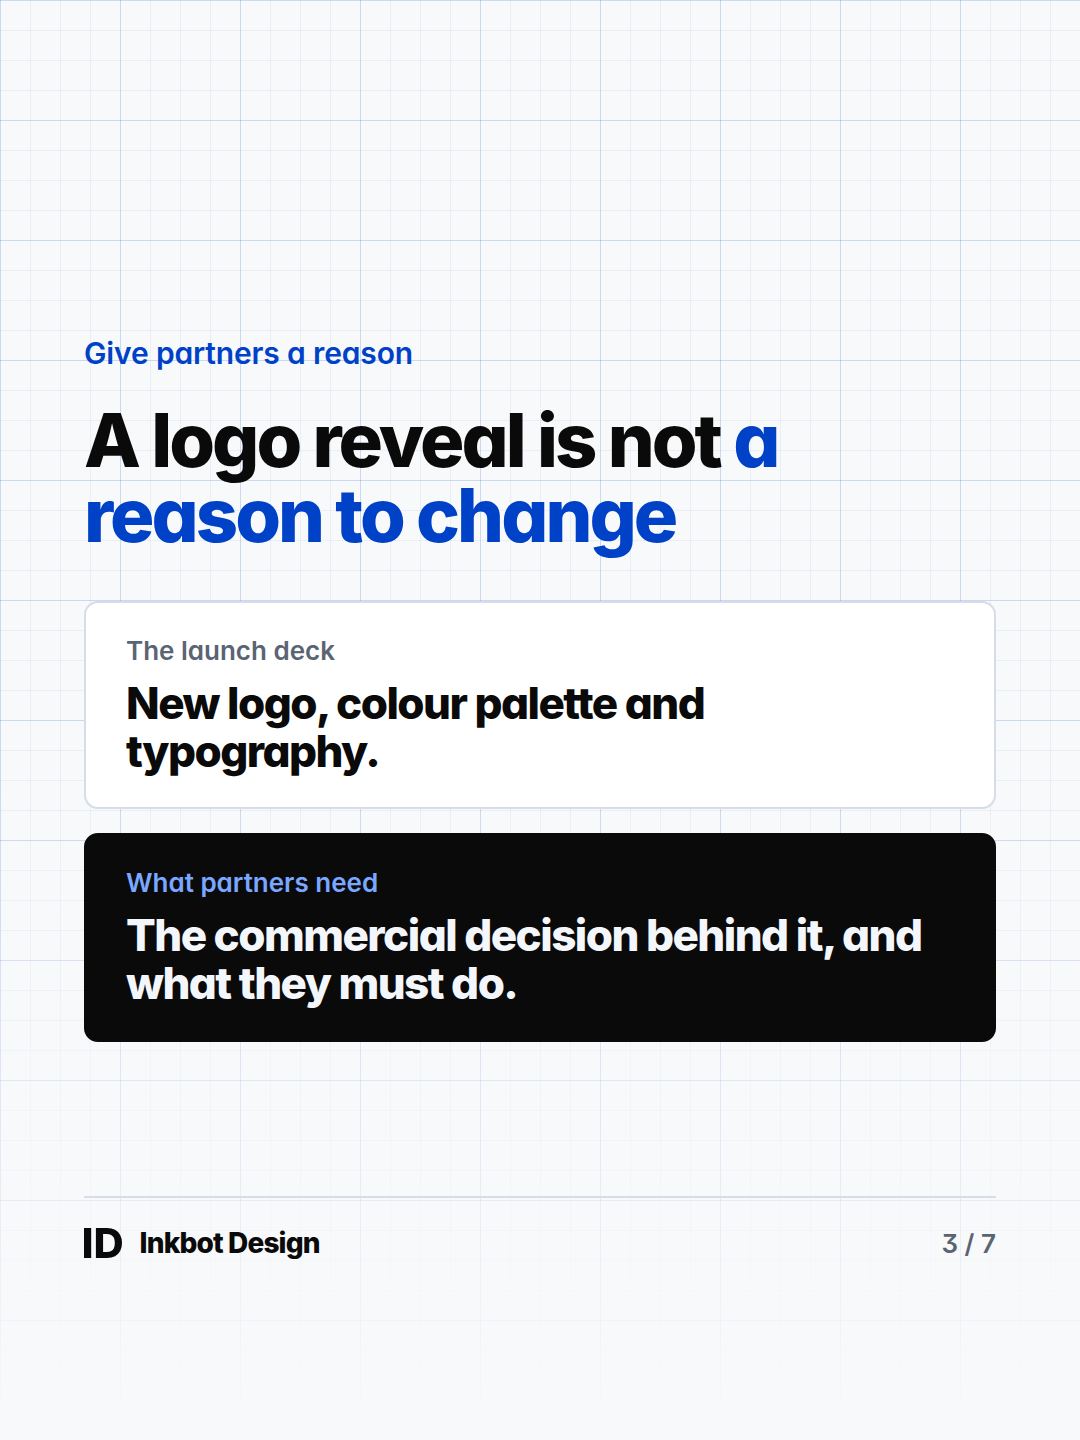 Give partners a reason
A logo reveal is not a
reason to change
The launch deck
New logo, colour palette and
typography.
What partners need
The commercial decision behind it, and
what they must do.
ID Inkbot Design
3 / 7